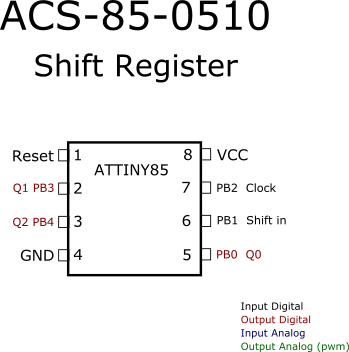 ACS-85-0510
Shift Register
Reset 1 8 VCC
ATTINY85
Q1 PB3 2 7 PB2 Clock
Q2 PB4 3 6 PB1 Shift in
GND 4 5 PB0 Q0
Input Digital
Output Digital
Input Analog
Output Analog (pwm)